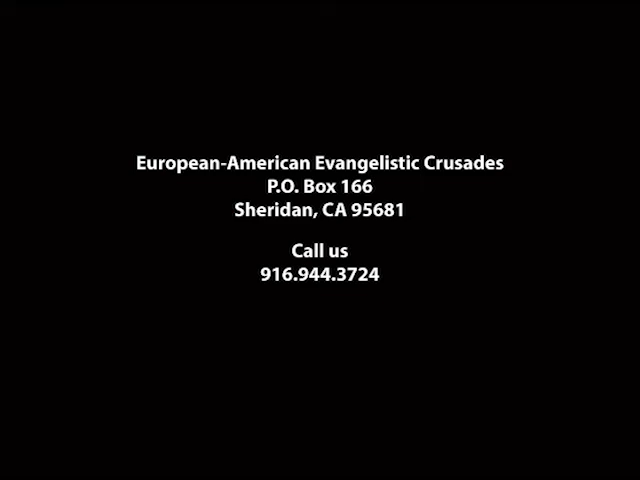 European-American Evangelistic Crusades
P.O. Box 166
Sheridan, CA 95681
Call us
916.944.3724